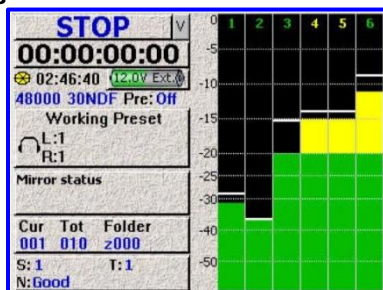 STOP V
00:00:00:00
02:46:40 12.0V Ext.
48000 30NDF Pre: Off
Working Preset
L:1
R:1
Mirror status
Cur Tot Folder
001 010 z000
S: 1 T: 1
N:Good
0 1 2 3 4 5 6
-5
-10
-15
-20
-25
-30
-40
-50